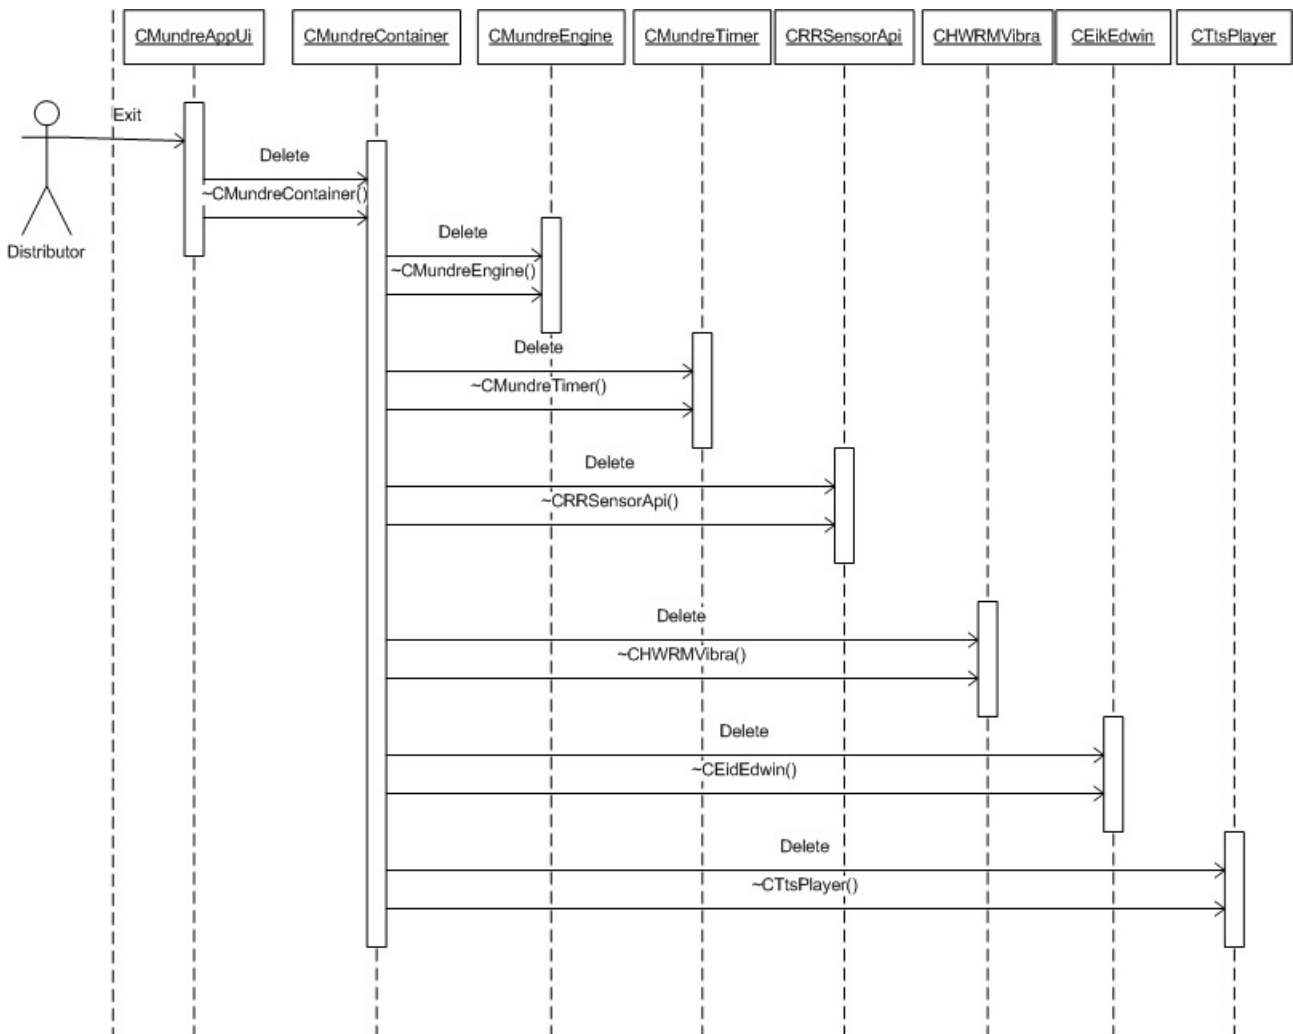 CMundreAppUi
CMundreContainer
CMundreEngine
CMundreTimer
CRRSensorApi
CHWRMVibra
CEikEdwin
CTtsPlayer
Exit
Distributor
Delete
~CMundreContainer()
Delete
~CMundreEngine()
Delete
~CMundreTimer()
Delete
~CRRSensorApi()
Delete
~CHWRMVibra()
Delete
~CEidEdwin()
Delete
~CTtsPlayer()